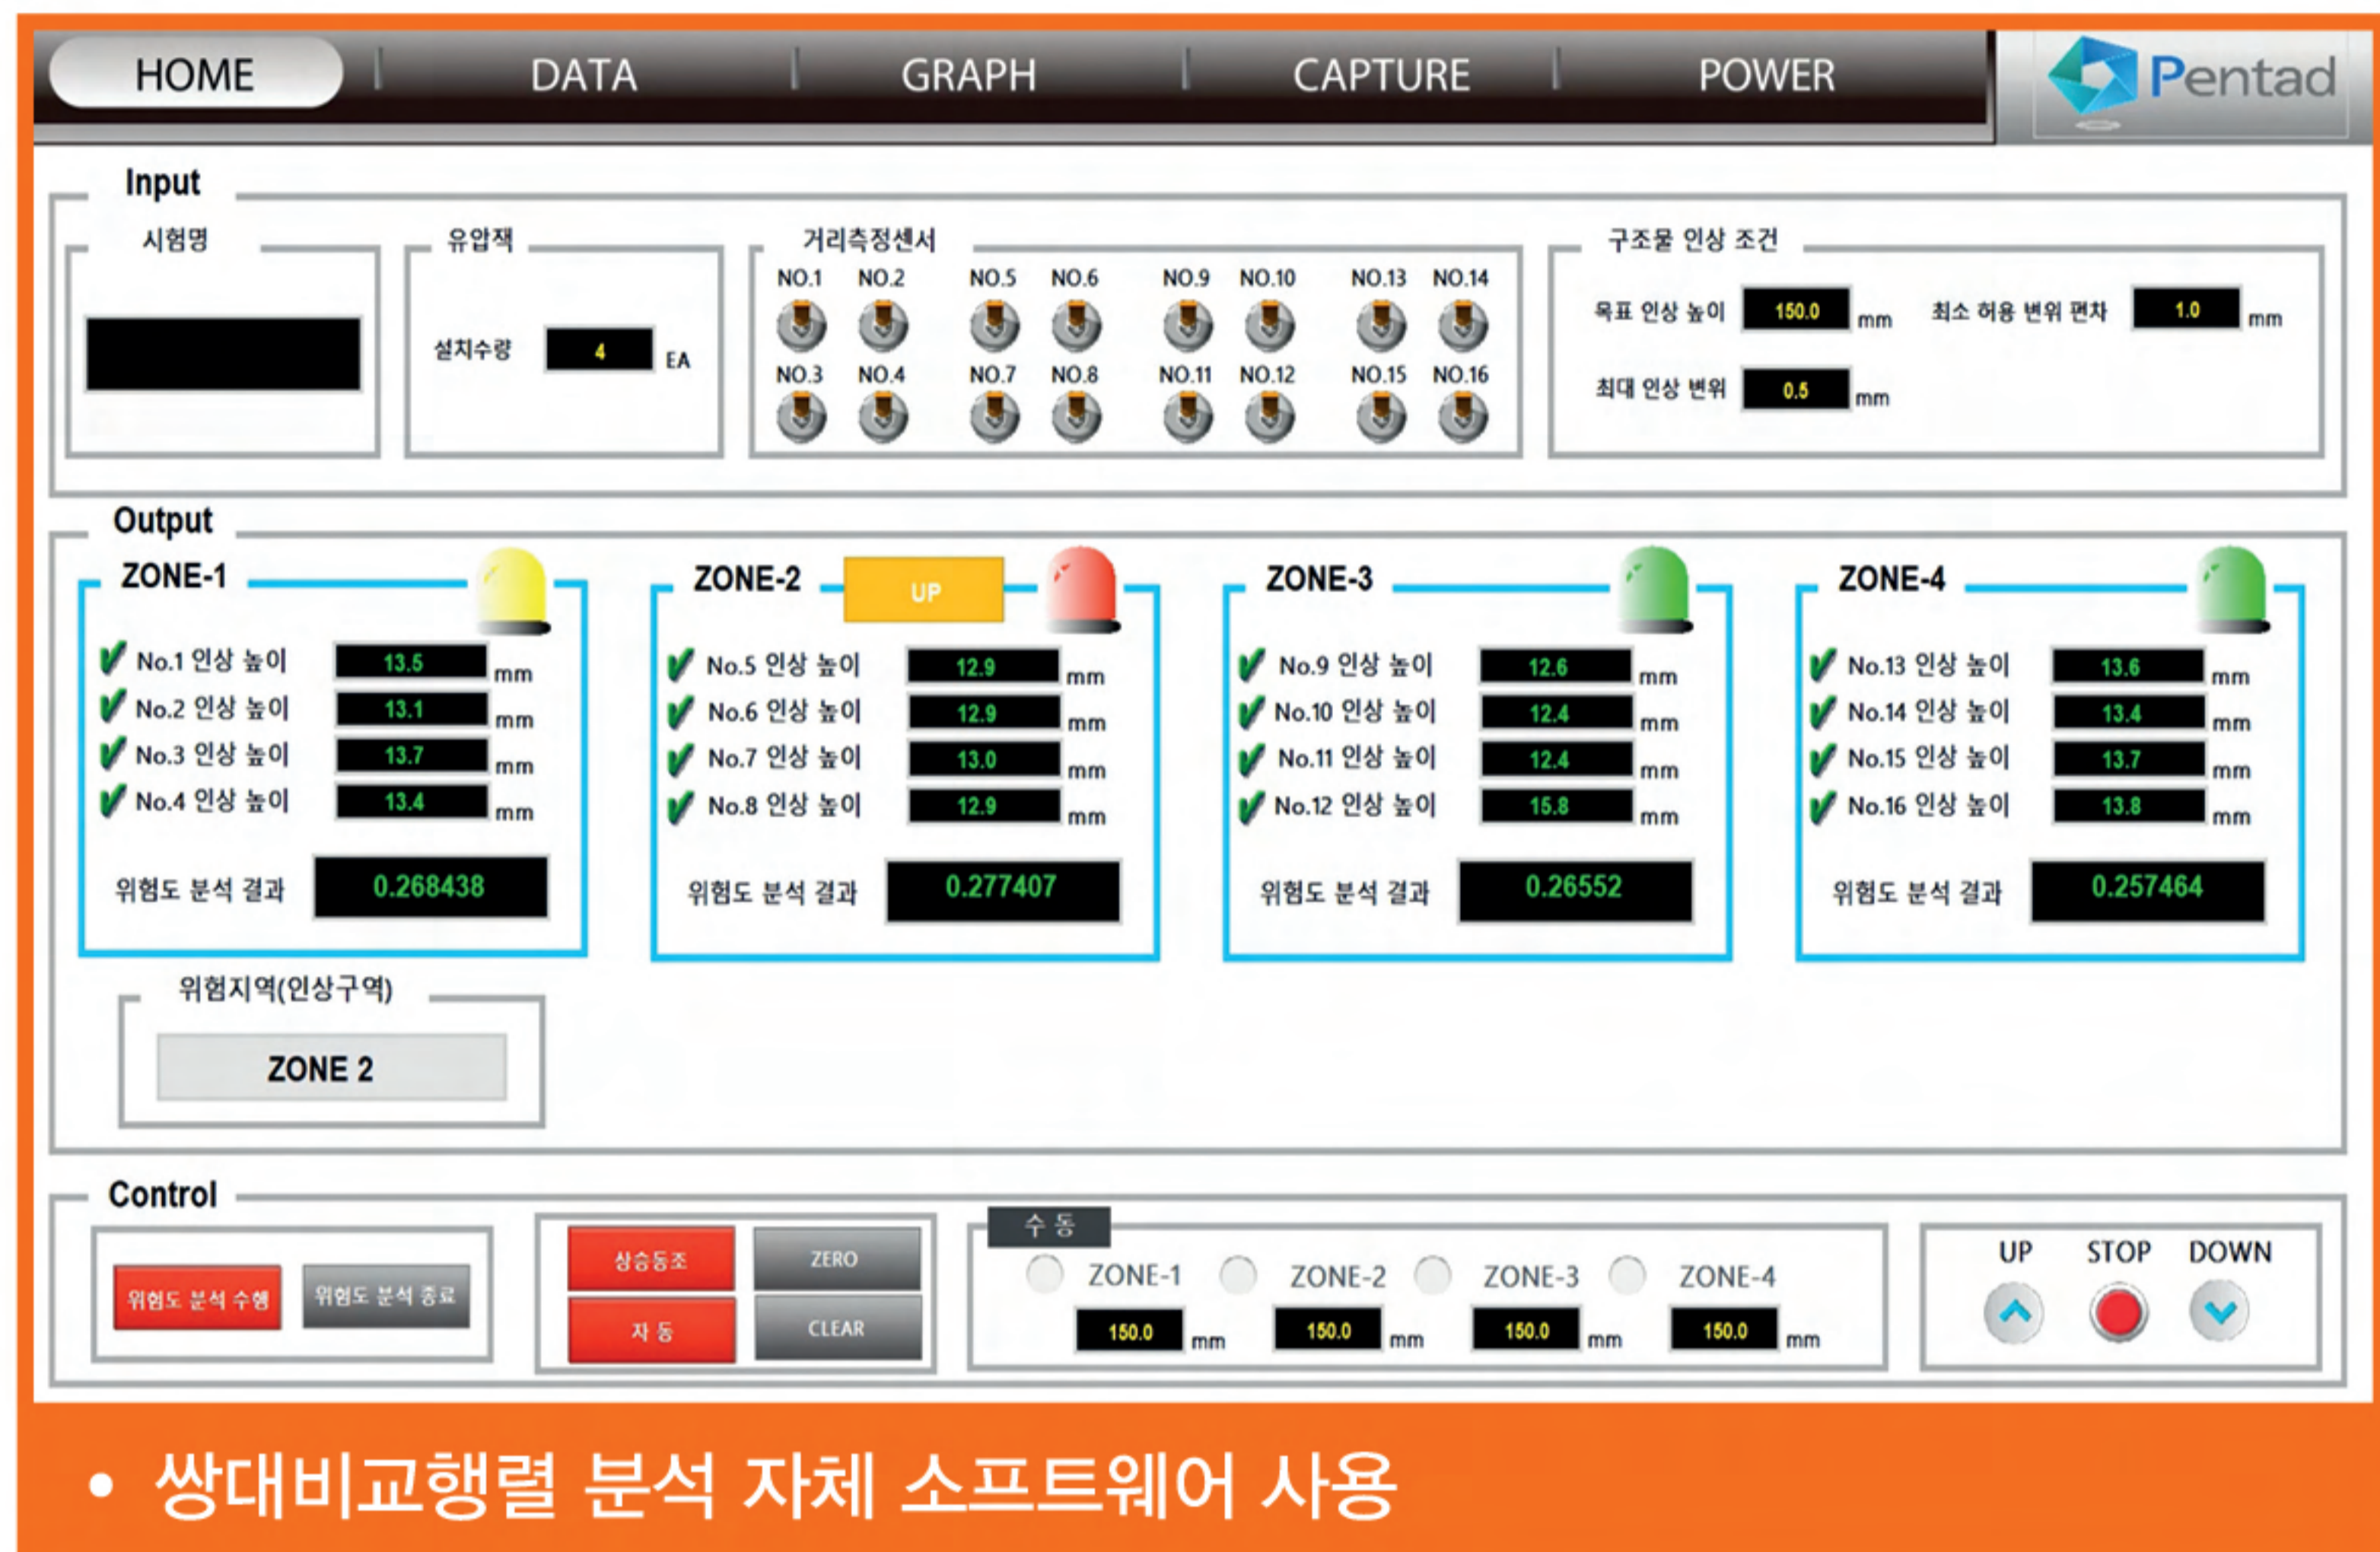 HOME DATA GRAPH CAPTURE POWER Pentad
Input
시험명 유압잭 거리측정센서 구조물 인상 조건
NO.1 NO.2 NO.5 NO.6 NO.9 NO.10 NO.13 NO.14
목표 인상 높이 150.0 mm 최소 허용 변위 편차 1.0 mm
설치수량 4 EA
NO.3 NO.4 NO.7 NO.8 NO.11 NO.12 NO.15 NO.16
최대 인상 변위 0.5 mm
Output
ZONE-1
No.1 인상 높이 13.5 mm
No.2 인상 높이 13.1 mm
No.3 인상 높이 13.7 mm
No.4 인상 높이 13.4 mm
위험도 분석 결과 0.268438
ZONE-2 UP
No.5 인상 높이 12.9 mm
No.6 인상 높이 12.9 mm
No.7 인상 높이 13.0 mm
No.8 인상 높이 12.9 mm
위험도 분석 결과 0.277407
ZONE-3
No.9 인상 높이 12.6 mm
No.10 인상 높이 12.4 mm
No.11 인상 높이 12.4 mm
No.12 인상 높이 15.8 mm
위험도 분석 결과 0.26552
ZONE-4
No.13 인상 높이 13.6 mm
No.14 인상 높이 13.4 mm
No.15 인상 높이 13.7 mm
No.16 인상 높이 13.8 mm
위험도 분석 결과 0.257464
위험지역(인상구역)
ZONE 2
Control
위험도 분석 수행 위험도 분석 종료
상승동조 ZERO
자 동 CLEAR
수 동
ZONE-1 ZONE-2 ZONE-3 ZONE-4
150.0 mm 150.0 mm 150.0 mm 150.0 mm
UP STOP DOWN
• 쌍대비교행렬 분석 자체 소프트웨어 사용